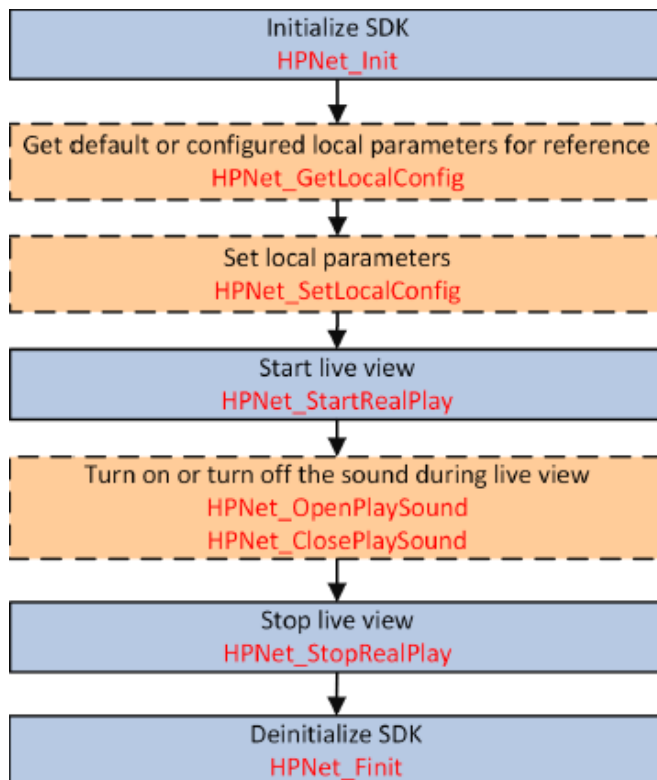 Initialize SDK
HPNet_Init
Get default or configured local parameters for reference
HPNet_GetLocalConfig
Set local parameters
HPNet_SetLocalConfig
Start live view
HPNet_StartRealPlay
Turn on or turn off the sound during live view
HPNet_OpenPlaySound
HPNet_ClosePlaySound
Stop live view
HPNet_StopRealPlay
Deinitialize SDK
HPNet_Finit